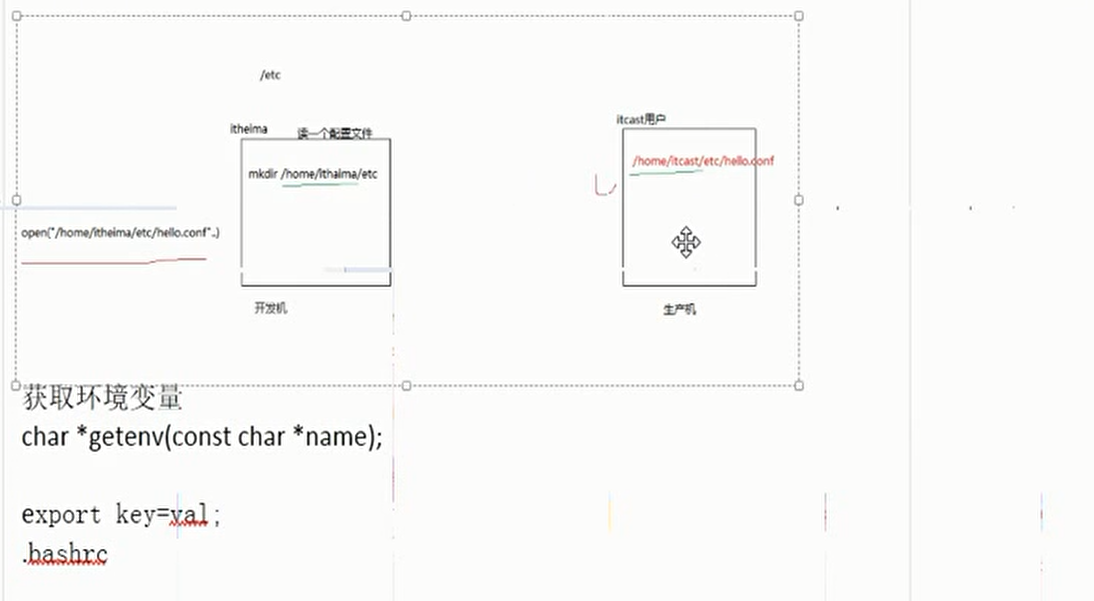 /etc
itheima
读一个配置文件
itcast用户
mkdir /home/ithaima/etc
/home/itcast/etc/hello.conf
open("/home/itheima/etc/hello.conf"..)
开发机
生产机
获取环境变量
char *getenv(const char *name);
export key=val;
.bashrc